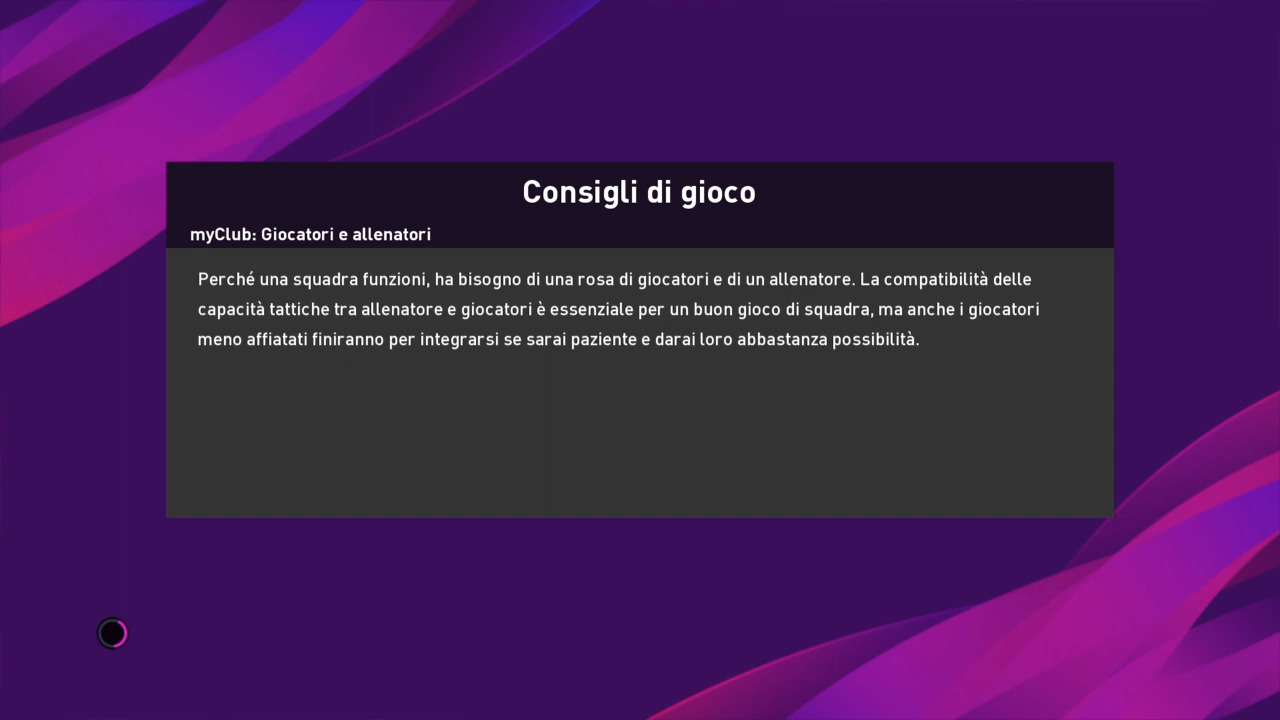 Consigli di gioco
myClub: Giocatori e allenatori
Perché una squadra funzioni, ha bisogno di una rosa di giocatori e di un allenatore. La compatibilità delle
capacità tattiche tra allenatore e giocatori è essenziale per un buon gioco di squadra, ma anche i giocatori
meno affiatati finiranno per integrarsi se sarai paziente e darai loro abbastanza possibilità.